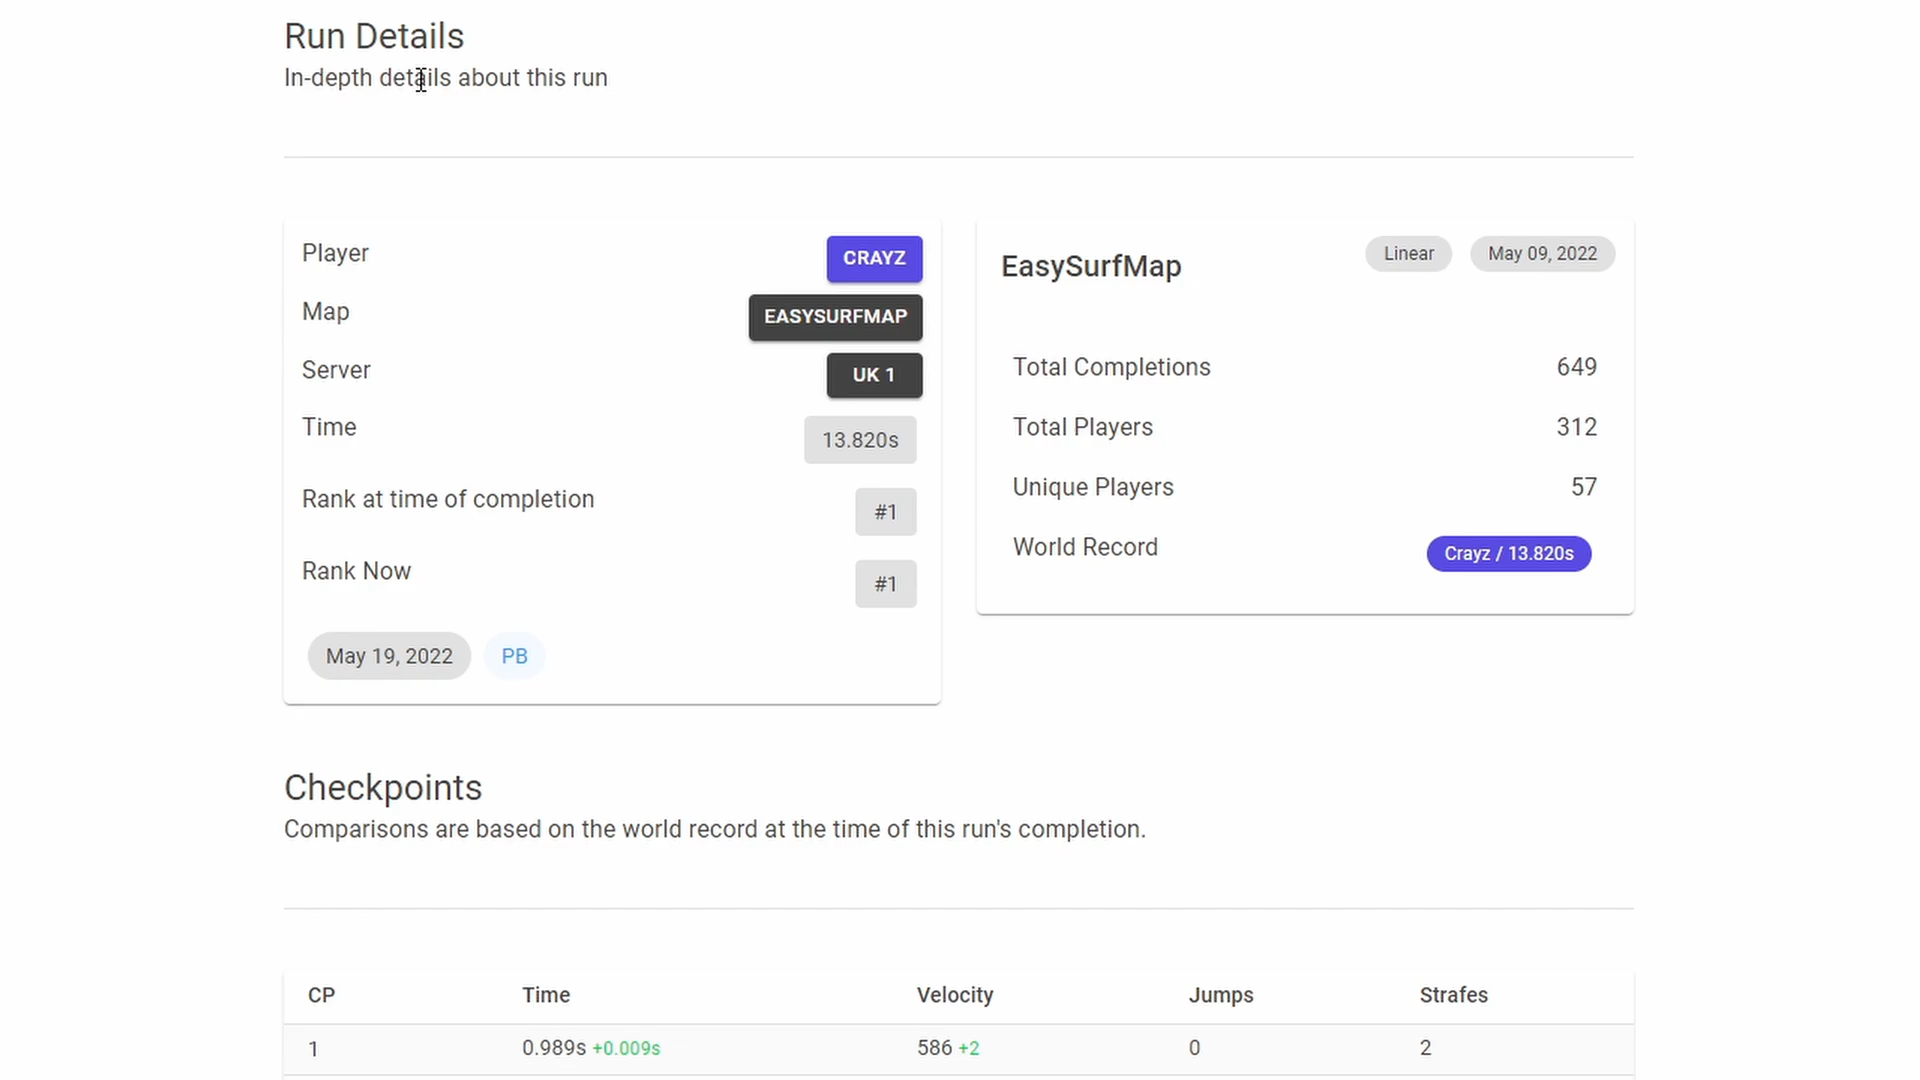 Run Details
In-depth details about this run
Player CRAYZ
Map EASYSURFMAP
Server UK 1
Time 13.820s
Rank at time of completion #1
Rank Now #1
May 19, 2022 PB
EasySurfMap Linear May 09, 2022
Total Completions 649
Total Players 312
Unique Players 57
World Record Crayz / 13.820s
Checkpoints
Comparisons are based on the world record at the time of this run's completion.
CP Time Velocity Jumps Strafes
1 0.989s +0.009s 586 +2 0 2